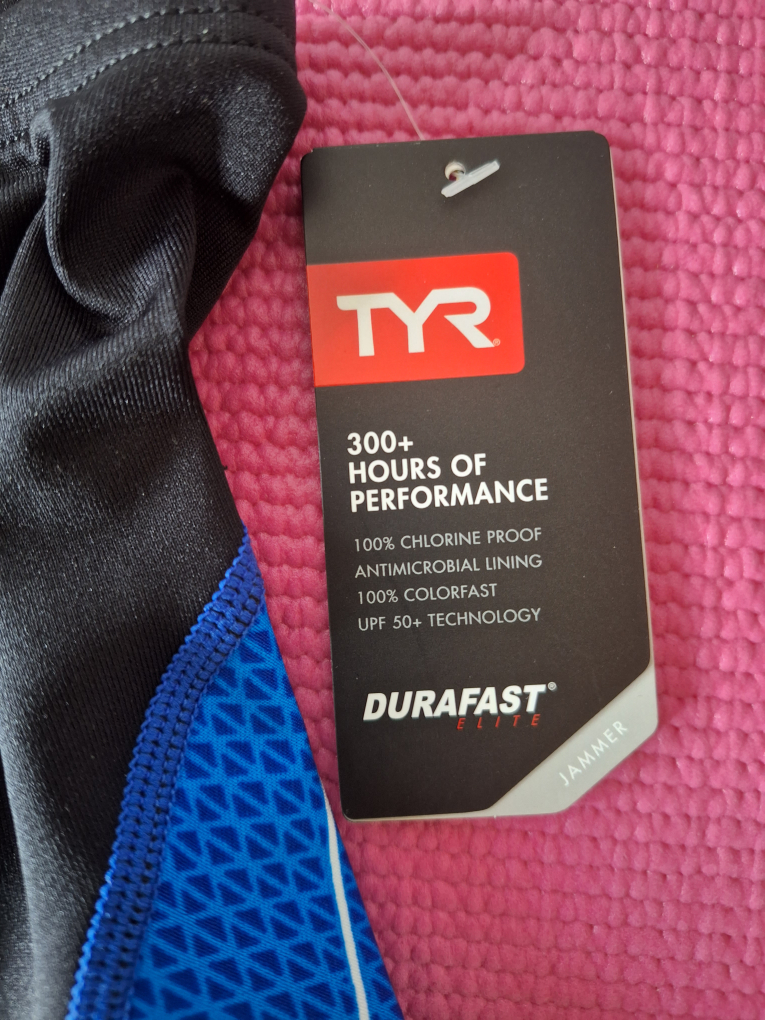 TYR®
300+
HOURS OF
PERFORMANCE
100% CHLORINE PROOF
ANTIMICROBIAL LINING
100% COLORFAST
UPF 50+ TECHNOLOGY
DURAFAST®
ELITE
JAMMER